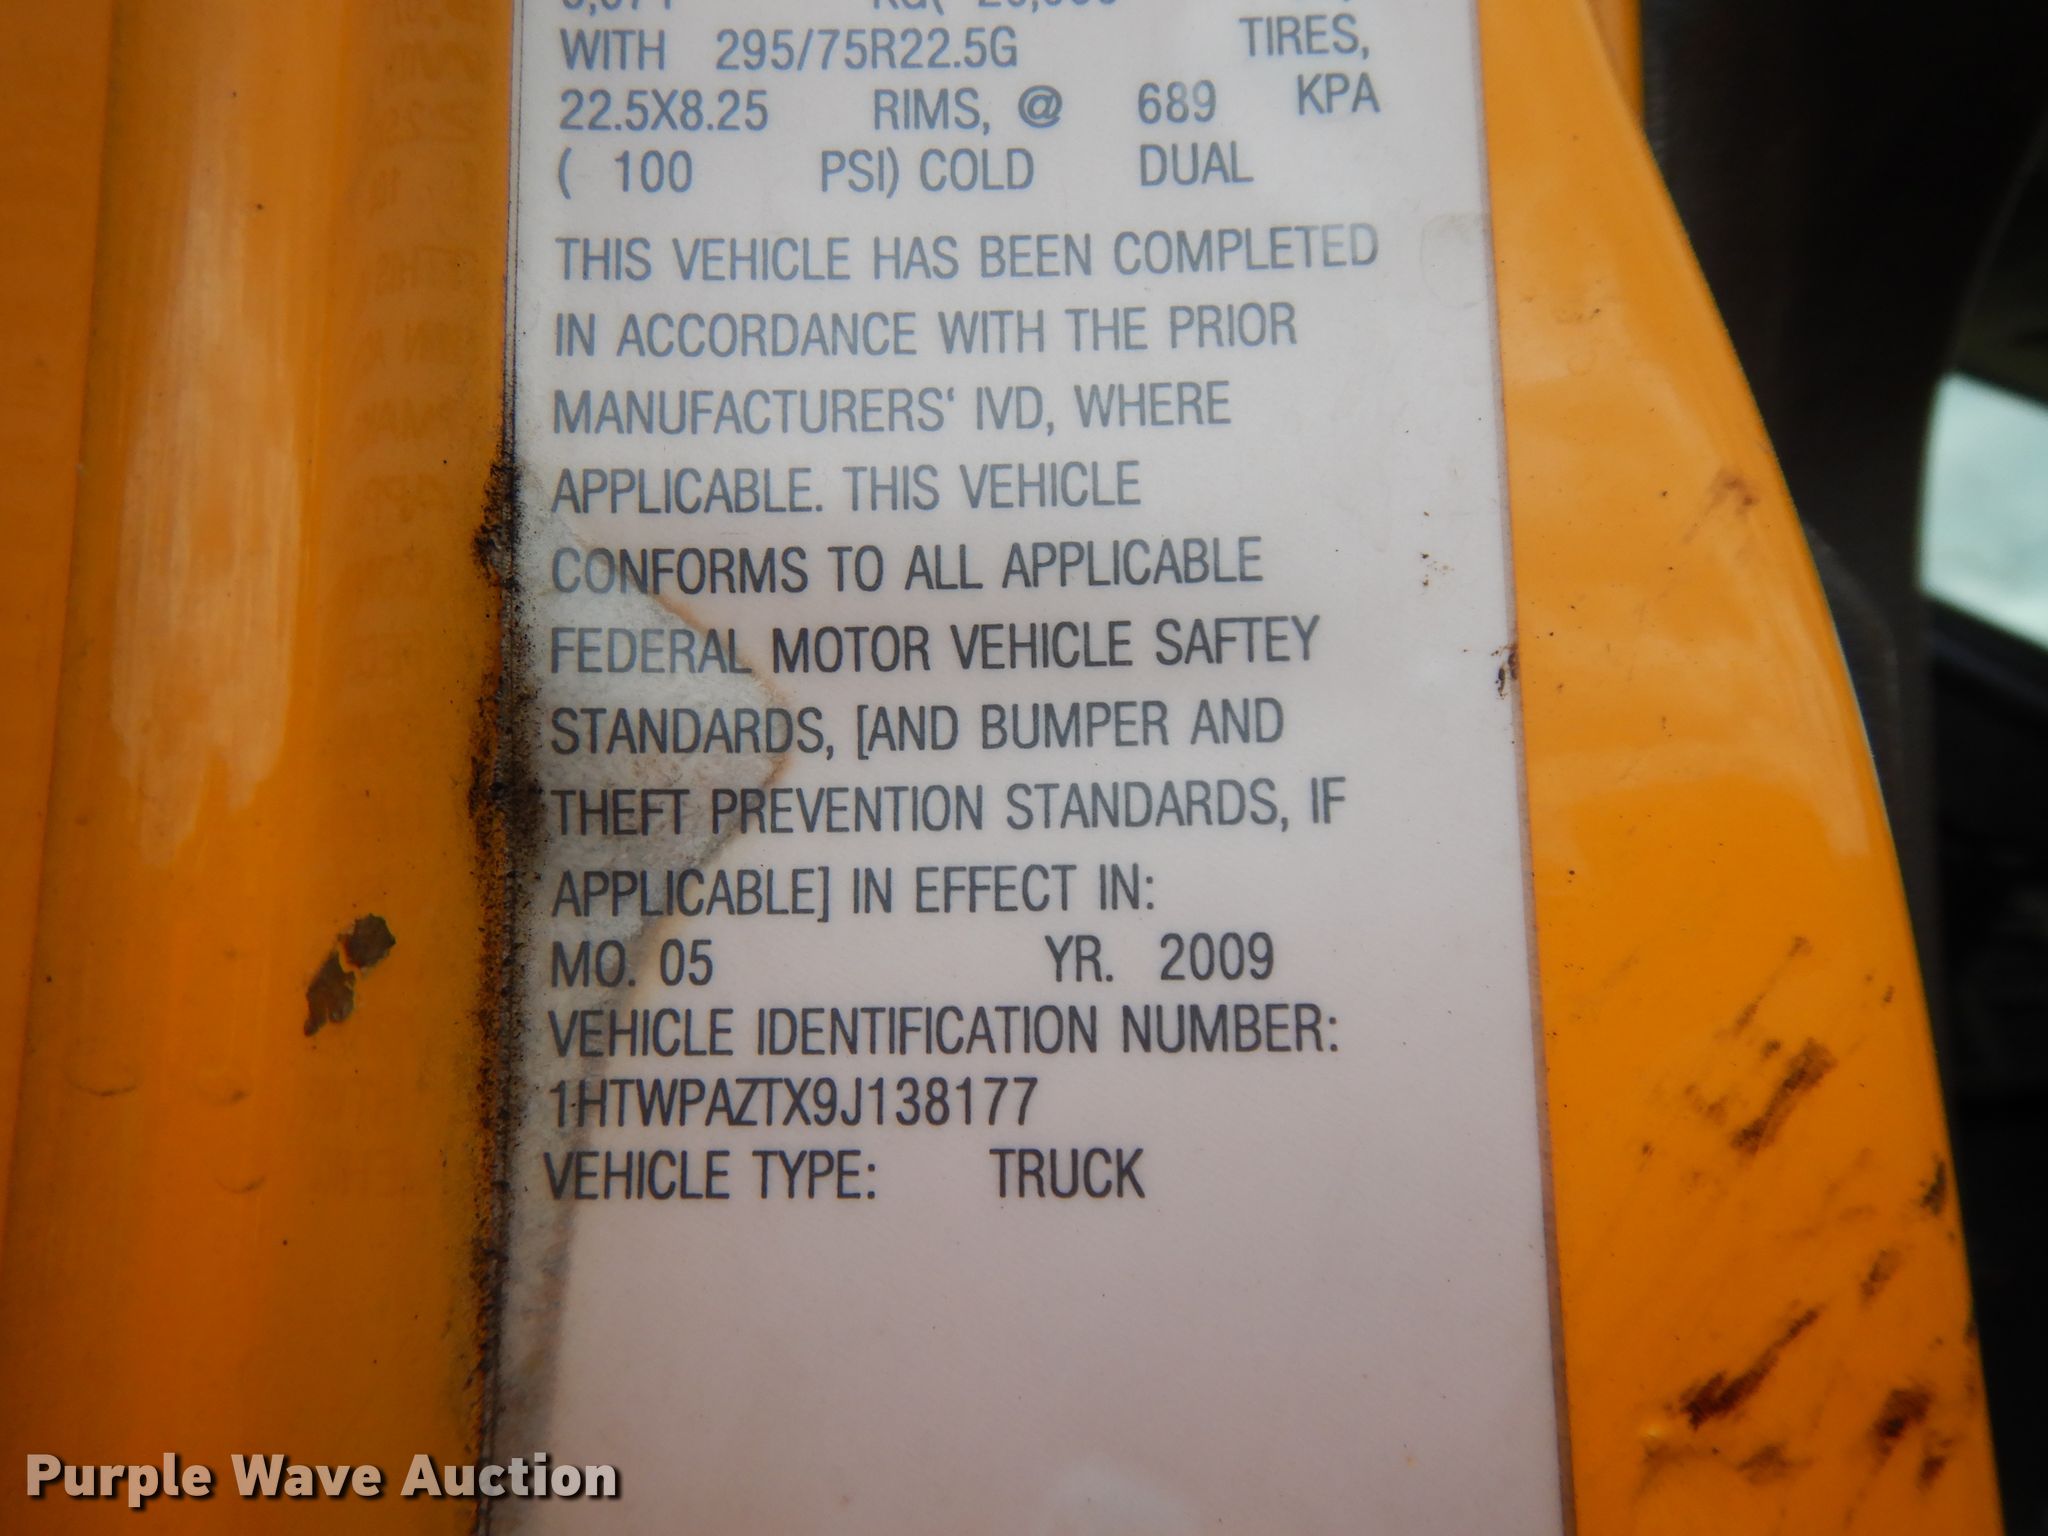 WITH 295/75R22.5G TIRES,
22.5X8.25 RIMS, @ 689 KPA
( 100 PSI) COLD DUAL
THIS VEHICLE HAS BEEN COMPLETED
IN ACCORDANCE WITH THE PRIOR
MANUFACTURERS‘ IVD, WHERE
APPLICABLE. THIS VEHICLE
CONFORMS TO ALL APPLICABLE
FEDERAL MOTOR VEHICLE SAFTEY
STANDARDS, [AND BUMPER AND
THEFT PREVENTION STANDARDS, IF
APPLICABLE] IN EFFECT IN:
MO. 05 YR. 2009
VEHICLE IDENTIFICATION NUMBER:
1HTWPAZTX9J138177
VEHICLE TYPE: TRUCK
Purple Wave Auction